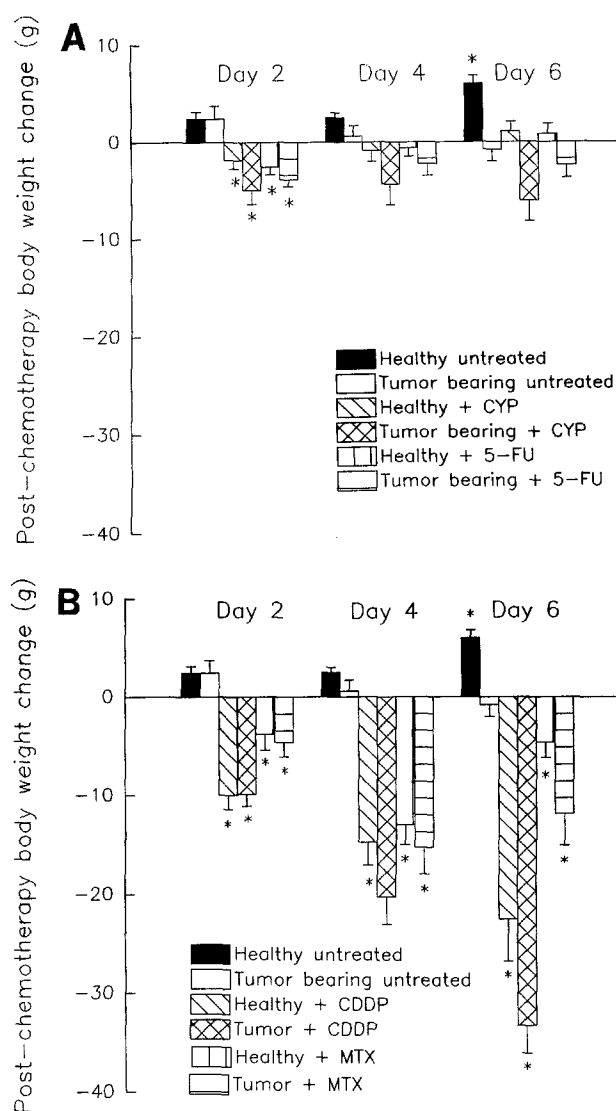 A
Post-chemotherapy body weight change (g)
10
0
-10
-20
-30
-40
Day 2
Day 4
Day 6
*
*
*
*
*
Healthy untreated
Tumor bearing untreated
Healthy + CYP
Tumor bearing + CYP
Healthy + 5-FU
Tumor bearing + 5-FU
B
Post-chemotherapy body weight change (g)
10
0
-10
-20
-30
-40
Day 2
Day 4
Day 6
*
*
*
*
*
*
*
*
*
*
*
*
Healthy untreated
Tumor bearing untreated
Healthy + CDDP
Tumor + CDDP
Healthy + MTX
Tumor + MTX